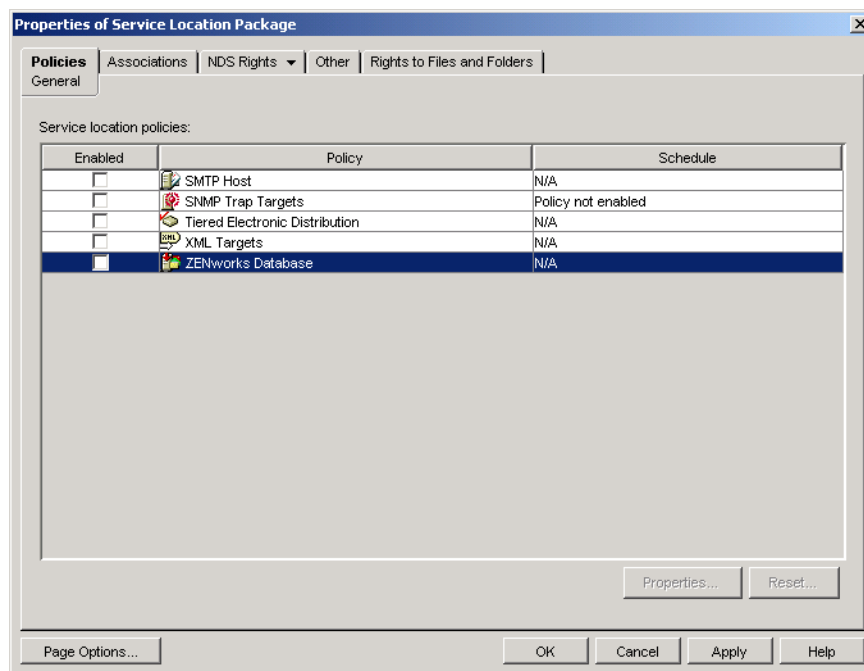 Properties of Service Location Package
Policies Associations NDS Rights Other Rights to Files and Folders
General
Service location policies:
Enabled Policy Schedule
SMTP Host N/A
SNMP Trap Targets Policy not enabled
Tiered Electronic Distribution N/A
XML XML Targets N/A
ZENworks Database N/A
Properties... Reset...
Page Options... OK Cancel Apply Help